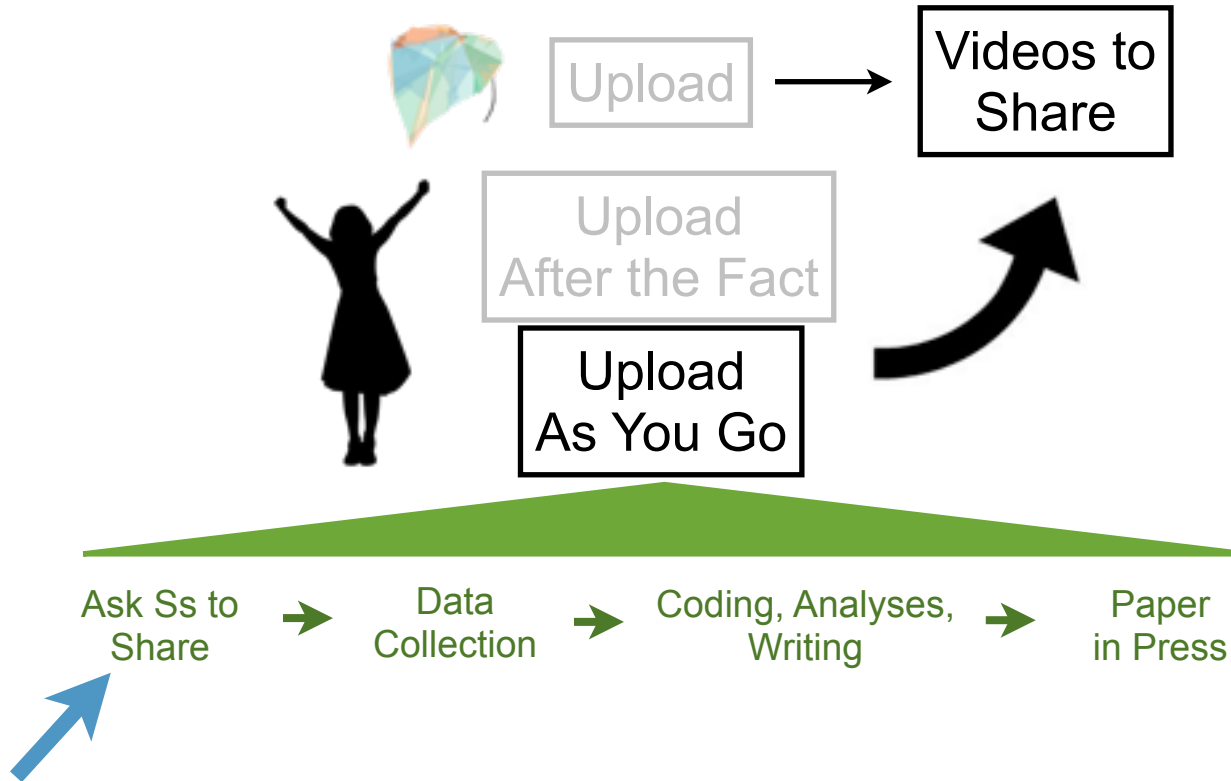 Upload
Videos to
Share
Upload
After the Fact
Upload
As You Go
Ask Ss to
Share
Data
Collection
Coding, Analyses,
Writing
Paper
in Press